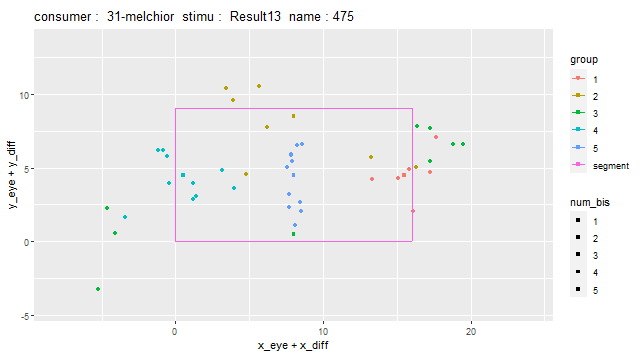 consumer :  31-melchior  stimu :  Result13  name : 475
y_eye + y_diff
10
5
0
-5
0
10
20
x_eye + x_diff
group
1
2
3
4
5
segment
num_bis
1
2
3
4
5